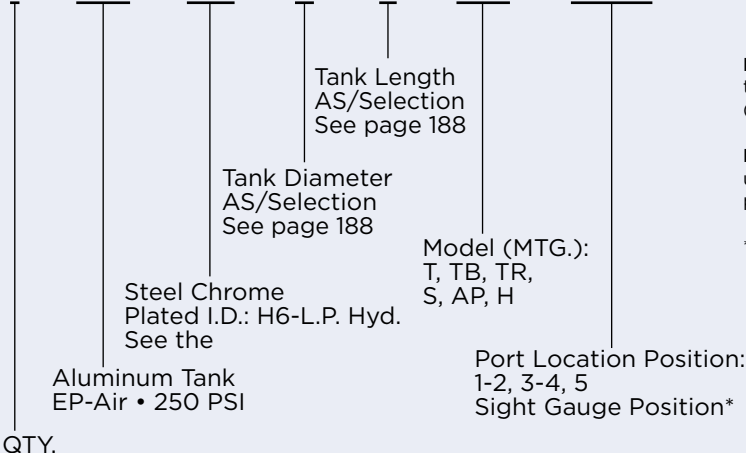 Tank Length
AS/Selection
See page 188
Tank Diameter
AS/Selection
See page 188
Model (MTG.):
T, TB, TR,
S, AP, H
Steel Chrome
Plated I.D.: H6-L.P. Hyd.
See the
Port Location Position:
1-2, 3-4, 5
Sight Gauge Position*
Aluminum Tank
EP-Air • 250 PSI
QTY.